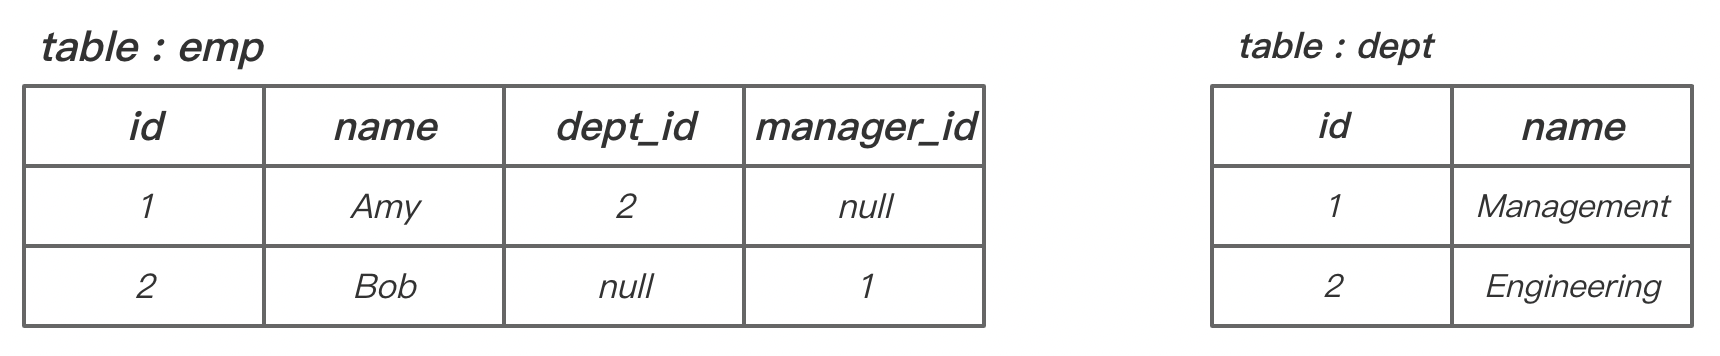 table : emp
id name dept_id manager_id
1 Amy 2 null
2 Bob null 1
table : dept
id name
1 Management
2 Engineering